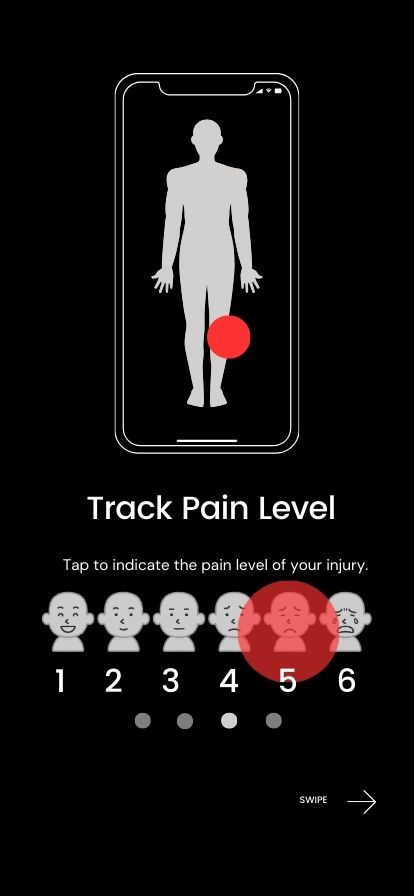 Track Pain Level
Tap to indicate the pain level of your injury.
1 2 3 4 5 6
SWIPE